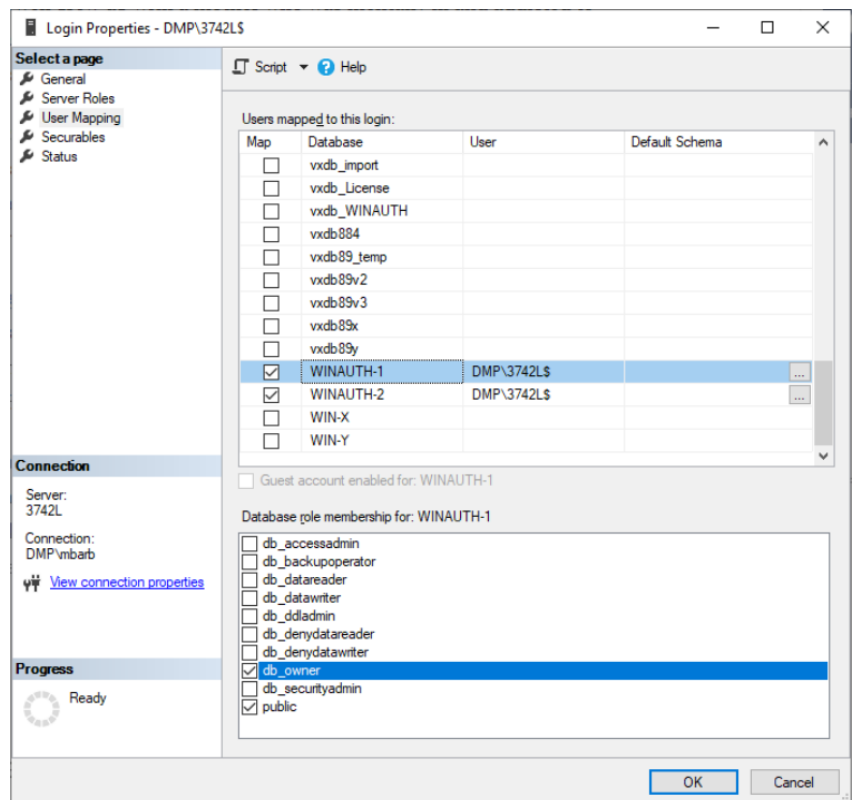 Login Properties - DMP\3742L$
Select a page
General
Server Roles
User Mapping
Securables
Status
Script Help
Users mapped to this login:
Map Database User Default Schema
vxdb_import
vxdb_License
vxdb_WINAUTH
vxdb884
vxdb89_temp
vxdb89v2
vxdb89v3
vxdb89x
vxdb89y
WINAUTH-1 DMP\3742L$ ...
WINAUTH-2 DMP\3742L$ ...
WIN-X
WIN-Y
Guest account enabled for: WINAUTH-1
Database role membership for: WINAUTH-1
db_accessadmin
db_backupoperator
db_datareader
db_datawriter
db_ddladmin
db_denydatareader
db_denydatawriter
db_owner
db_securityadmin
public
Connection
Server:
3742L
Connection:
DMP\mbarb
View connection properties
Progress
Ready
OK Cancel